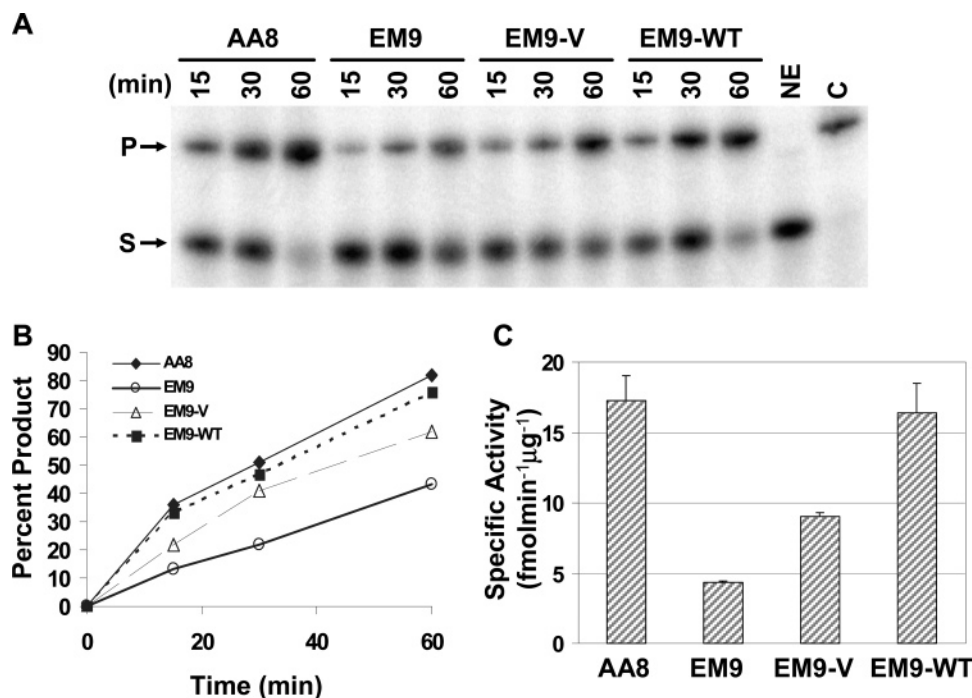 A
AA8 EM9 EM9-V EM9-WT
(min) 15 30 60 15 30 60 15 30 60 15 30 60 NE C
P→
S→
B
Percent Product
90
80
70
60
50
40
30
20
10
0
AA8
EM9
EM9-V
EM9-WT
0 20 40 60
Time (min)
C
Specific Activity
(fmolmin⁻¹μg⁻¹)
20
15
10
5
0
AA8 EM9 EM9-V EM9-WT